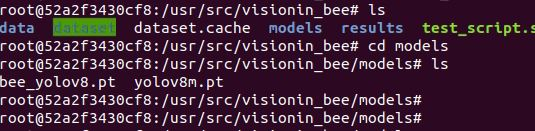 root@52a2f3430cf8:/usr/src/visionin_bee# ls
data dataset dataset.cache models results test_script.s
root@52a2f3430cf8:/usr/src/visionin_bee# cd models
root@52a2f3430cf8:/usr/src/visionin_bee/models# ls
bee_yolov8.pt yolov8m.pt
root@52a2f3430cf8:/usr/src/visionin_bee/models#
root@52a2f3430cf8:/usr/src/visionin_bee/models#